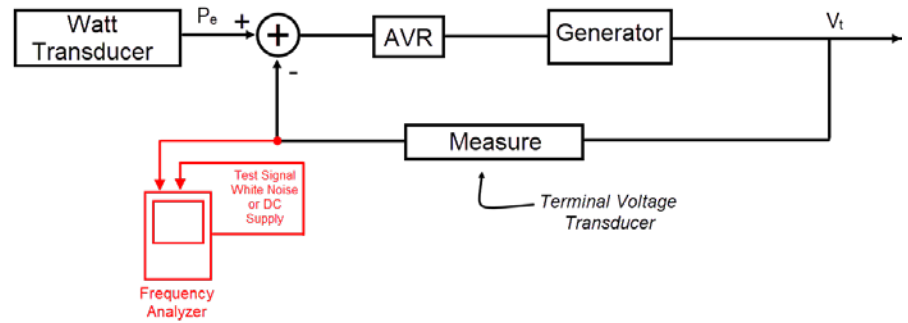 Watt
Transducer
Pe
+
+
-
AVR
Generator
Vt
Measure
Terminal Voltage
Transducer
Test Signal
White Noise
or DC
Supply
Frequency
Analyzer